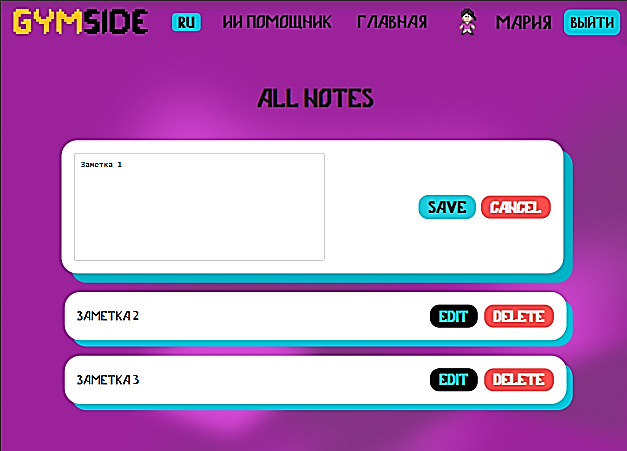 GYMSIDE RU ИИ ПОМОЩНИК ГЛАВНАЯ МАРИЯ ВЫЙТИ
ALL NOTES
Заметка 1
SAVE CANCEL
ЗАМЕТКА 2 EDIT DELETE
ЗАМЕТКА 3 EDIT DELETE